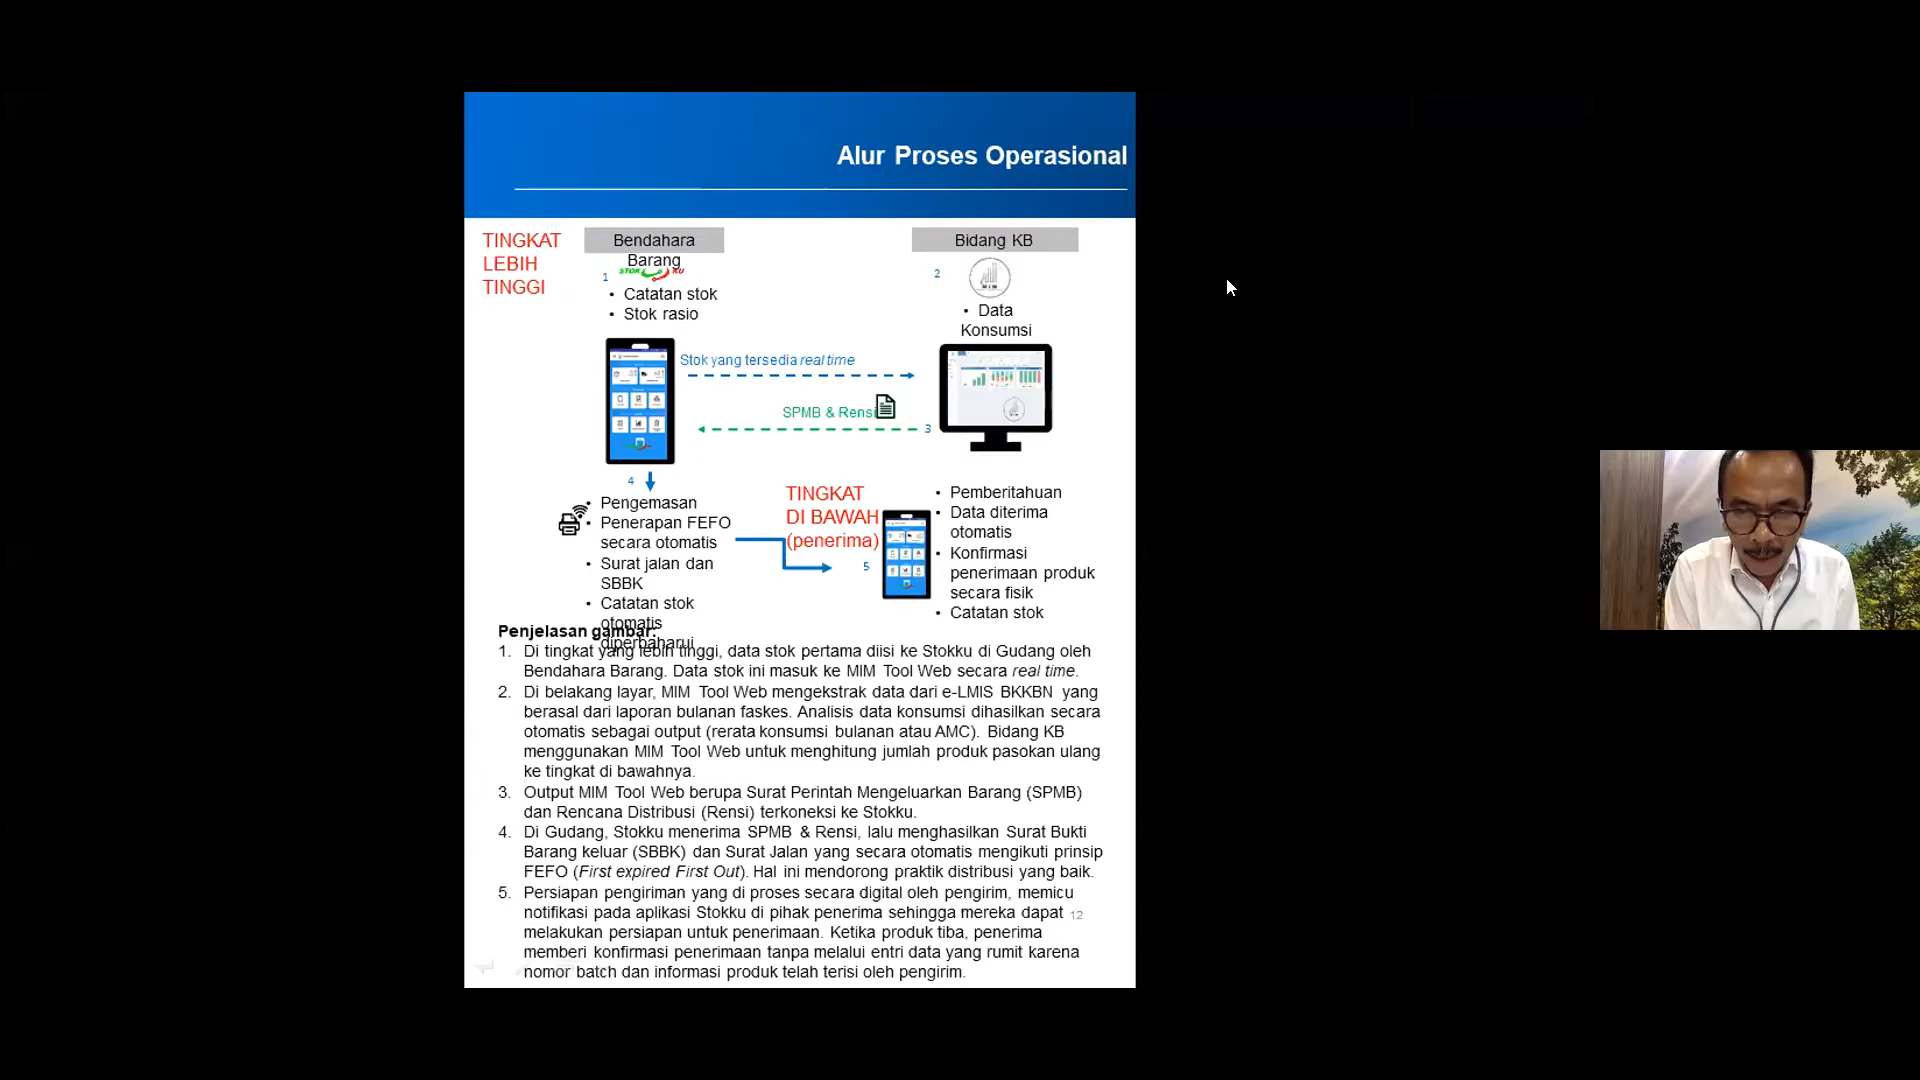 Alur Proses Operasional
TINGKAT
LEBIH
TINGGI
Bendahara
Barang
1
STOK KU
• Catatan stok
• Stok rasio
Bidang KB
2
MIM
• Data
Konsumsi
Stok yang tersedia real time
SPMB & Rensi
3
4
• Pengemasan
• Penerapan FEFO
secara otomatis
• Surat jalan dan
SBBK
• Catatan stok
otomatis
diperbaharui
TINGKAT
DI BAWAH
(penerima)
5
• Pemberitahuan
• Data diterima
otomatis
• Konfirmasi
penerimaan produk
secara fisik
• Catatan stok
Penjelasan gambar:
1. Di tingkat yang lebih tinggi, data stok pertama diisi ke Stokku di Gudang oleh
Bendahara Barang. Data stok ini masuk ke MIM Tool Web secara real time.
2. Di belakang layar, MIM Tool Web mengekstrak data dari e-LMIS BKKBN yang
berasal dari laporan bulanan faskes. Analisis data konsumsi dihasilkan secara
otomatis sebagai output (rerata konsumsi bulanan atau AMC). Bidang KB
menggunakan MIM Tool Web untuk menghitung jumlah produk pasokan ulang
ke tingkat di bawahnya.
3. Output MIM Tool Web berupa Surat Perintah Mengeluarkan Barang (SPMB)
dan Rencana Distribusi (Rensi) terkoneksi ke Stokku.
4. Di Gudang, Stokku menerima SPMB & Rensi, lalu menghasilkan Surat Bukti
Barang keluar (SBBK) dan Surat Jalan yang secara otomatis mengikuti prinsip
FEFO (First expired First Out). Hal ini mendorong praktik distribusi yang baik.
5. Persiapan pengiriman yang di proses secara digital oleh pengirim, memicu
notifikasi pada aplikasi Stokku di pihak penerima sehingga mereka dapat
melakukan persiapan untuk penerimaan. Ketika produk tiba, penerima
memberi konfirmasi penerimaan tanpa melalui entri data yang rumit karena
nomor batch dan informasi produk telah terisi oleh pengirim.
12